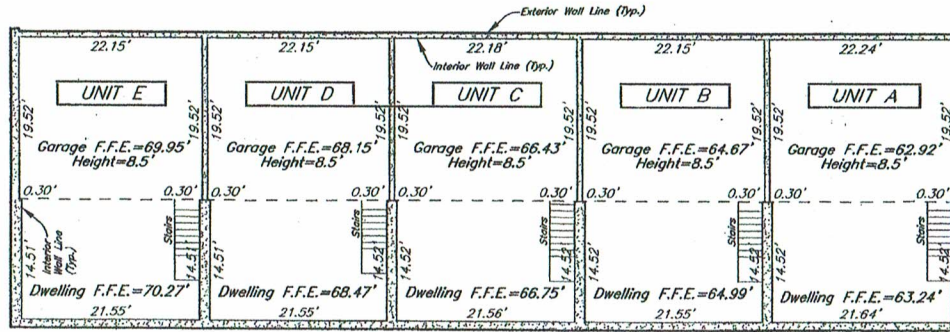 Exterior Wall Line (Typ.)
22.15' 22.15' 22.18' 22.15' 22.24'
Interior Wall Line (Typ.)
UNIT E UNIT D UNIT C UNIT B UNIT A
19.52' 19.52' 19.52' 19.52' 19.52' 19.52' 19.52' 19.52' 19.52'
Garage F.F.E.=69.95' Garage F.F.E.=68.15' Garage F.F.E.=66.43' Garage F.F.E.=64.67' Garage F.F.E.=62.92'
Height=8.5' Height=8.5' Height=8.5' Height=8.5' Height=8.5'
0.30' 0.30' 0.30' 0.30' 0.30' 0.30' 0.30' 0.30' 0.30' 0.30'
Stairs Stairs Stairs Stairs Stairs
14.51' Interior Wall Line (Typ.) 14.51' 14.51' 14.52' 14.52' 14.52' 14.52' 14.52' 14.52'
Dwelling F.F.E.=70.27' Dwelling F.F.E.=68.47' Dwelling F.F.E.=66.75' Dwelling F.F.E.=64.99' Dwelling F.F.E.=63.24'
21.55' 21.55' 21.56' 21.55' 21.64'